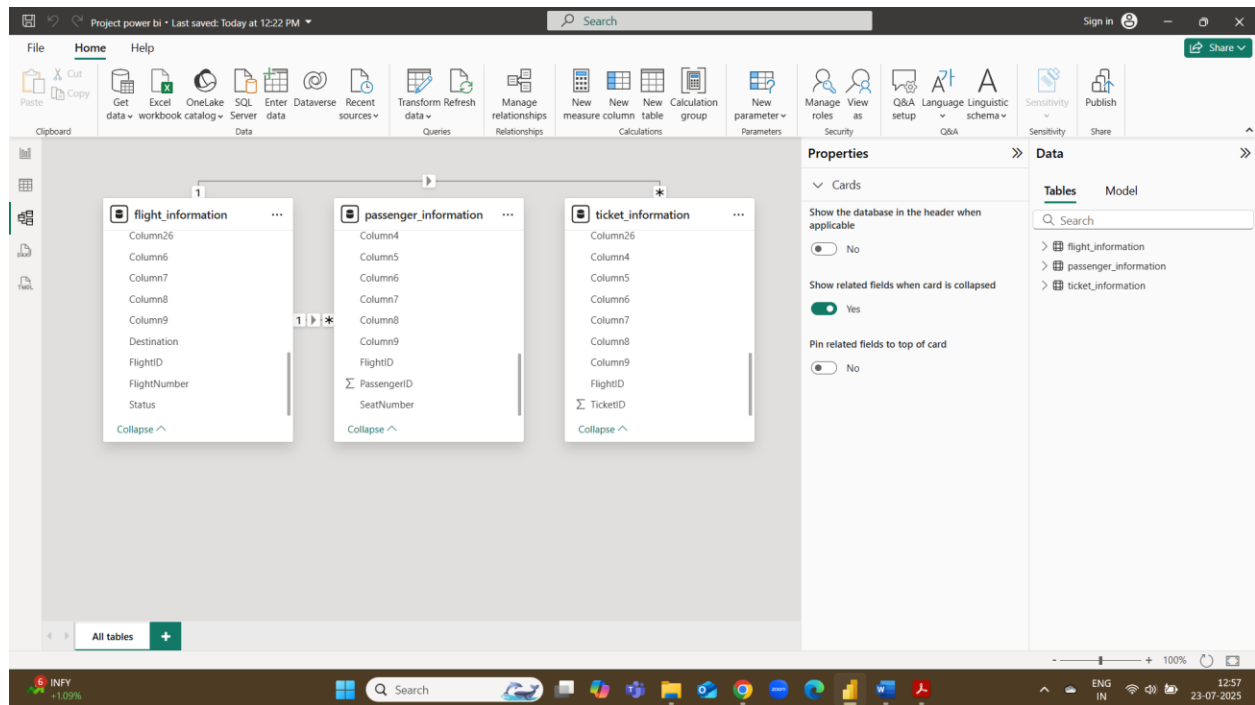 Project power bi • Last saved: Today at 12:22 PM
Search
Sign in
File Home Help
Share
Paste
Cut
Copy
Get data
Excel workbook
OneLake catalog
SQL Server
Enter data
Dataverse
Recent sources
Transform data
Refresh
Manage relationships
New measure
New column
New table
Calculation group
New parameter
Manage roles
View as
Q&A setup
Language
Linguistic schema
Sensitivity
Publish
Clipboard
Data
Queries
Relationships
Calculations
Parameters
Security
Q&A
Sensitivity
Share
1
*
flight_information
Column26
Column6
Column7
Column8
Column9
Destination
FlightID
FlightNumber
Status
Collapse
1
*
passenger_information
Column4
Column5
Column6
Column7
Column8
Column9
FlightID
Σ PassengerID
SeatNumber
Collapse
ticket_information
Column26
Column4
Column5
Column6
Column7
Column8
Column9
FlightID
Σ TicketID
Collapse
Properties
Cards
Show the database in the header when
applicable
No
Show related fields when card is collapsed
Yes
Pin related fields to top of card
No
Data
Tables Model
Search
flight_information
passenger_information
ticket_information
All tables
+
- + 100%
6
INFY
+1.09%
Search
ENG
IN
12:57
23-07-2025